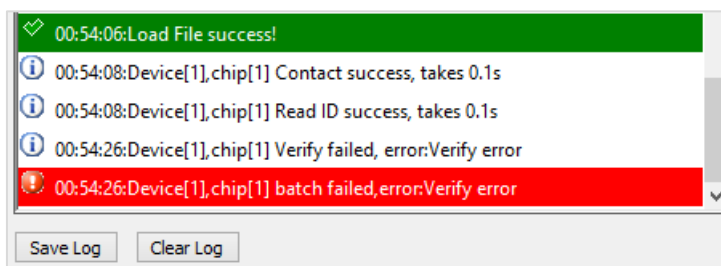 00:54:06:Load File success!
00:54:08:Device[1],chip[1] Contact success, takes 0.1s
00:54:08:Device[1],chip[1] Read ID success, takes 0.1s
00:54:26:Device[1],chip[1] Verify failed, error:Verify error
00:54:26:Device[1],chip[1] batch failed,error:Verify error
Save Log Clear Log